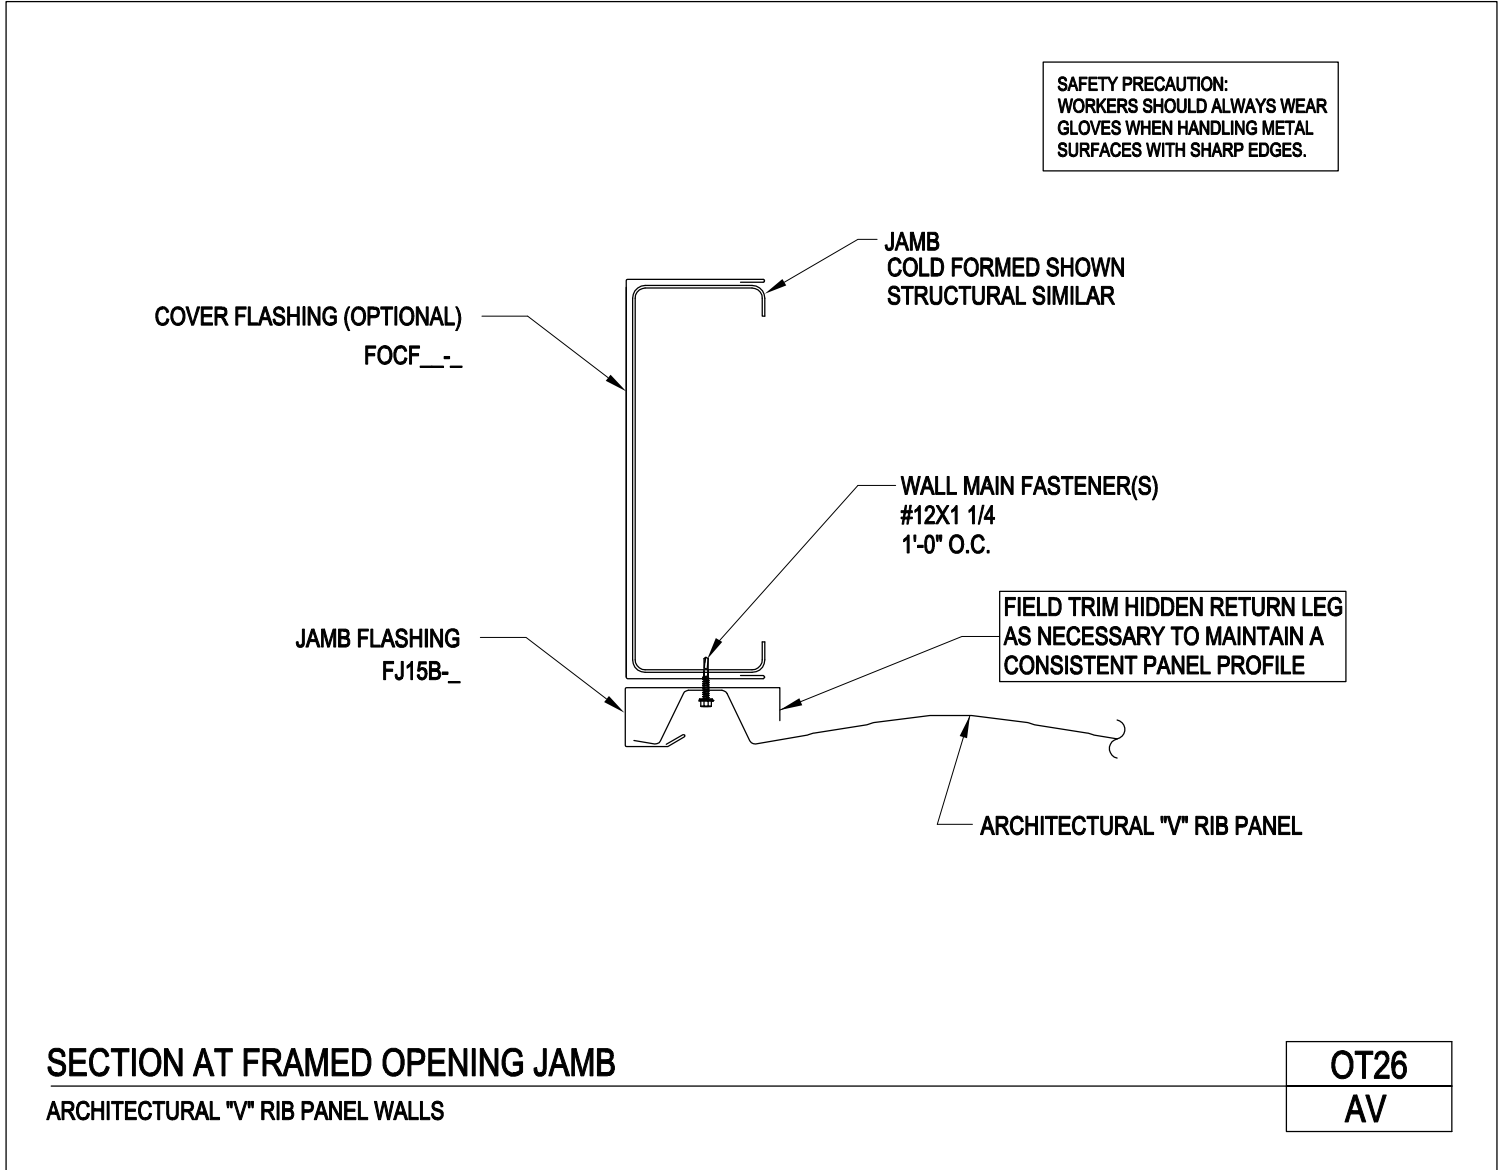 SAFETY PRECAUTION:
WORKERS SHOULD ALWAYS WEAR
GLOVES WHEN HANDLING METAL
SURFACES WITH SHARP EDGES.
JAMB
COLD FORMED SHOWN
STRUCTURAL SIMILAR
COVER FLASHING (OPTIONAL)
FOCF__-_
WALL MAIN FASTENER(S)
#12X1 1/4
1'-0" O.C.
FIELD TRIM HIDDEN RETURN LEG
AS NECESSARY TO MAINTAIN A
CONSISTENT PANEL PROFILE
JAMB FLASHING
FJ15B-_
ARCHITECTURAL "V" RIB PANEL
SECTION AT FRAMED OPENING JAMB
ARCHITECTURAL "V" RIB PANEL WALLS
OT26
AV